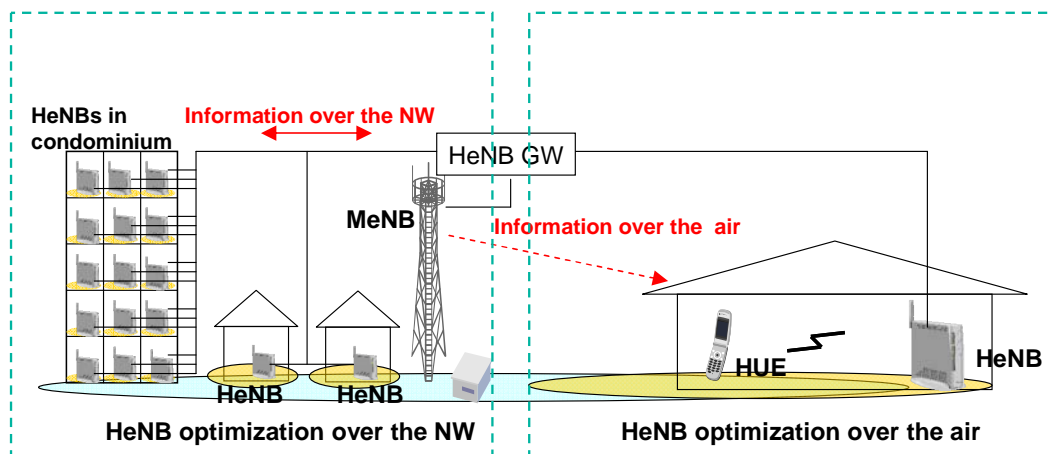 HeNBs in
condominium
Information over the NW
HeNB GW
MeNB
Information over the air
HUE
HeNB
HeNB
HeNB
HeNB optimization over the NW
HeNB optimization over the air